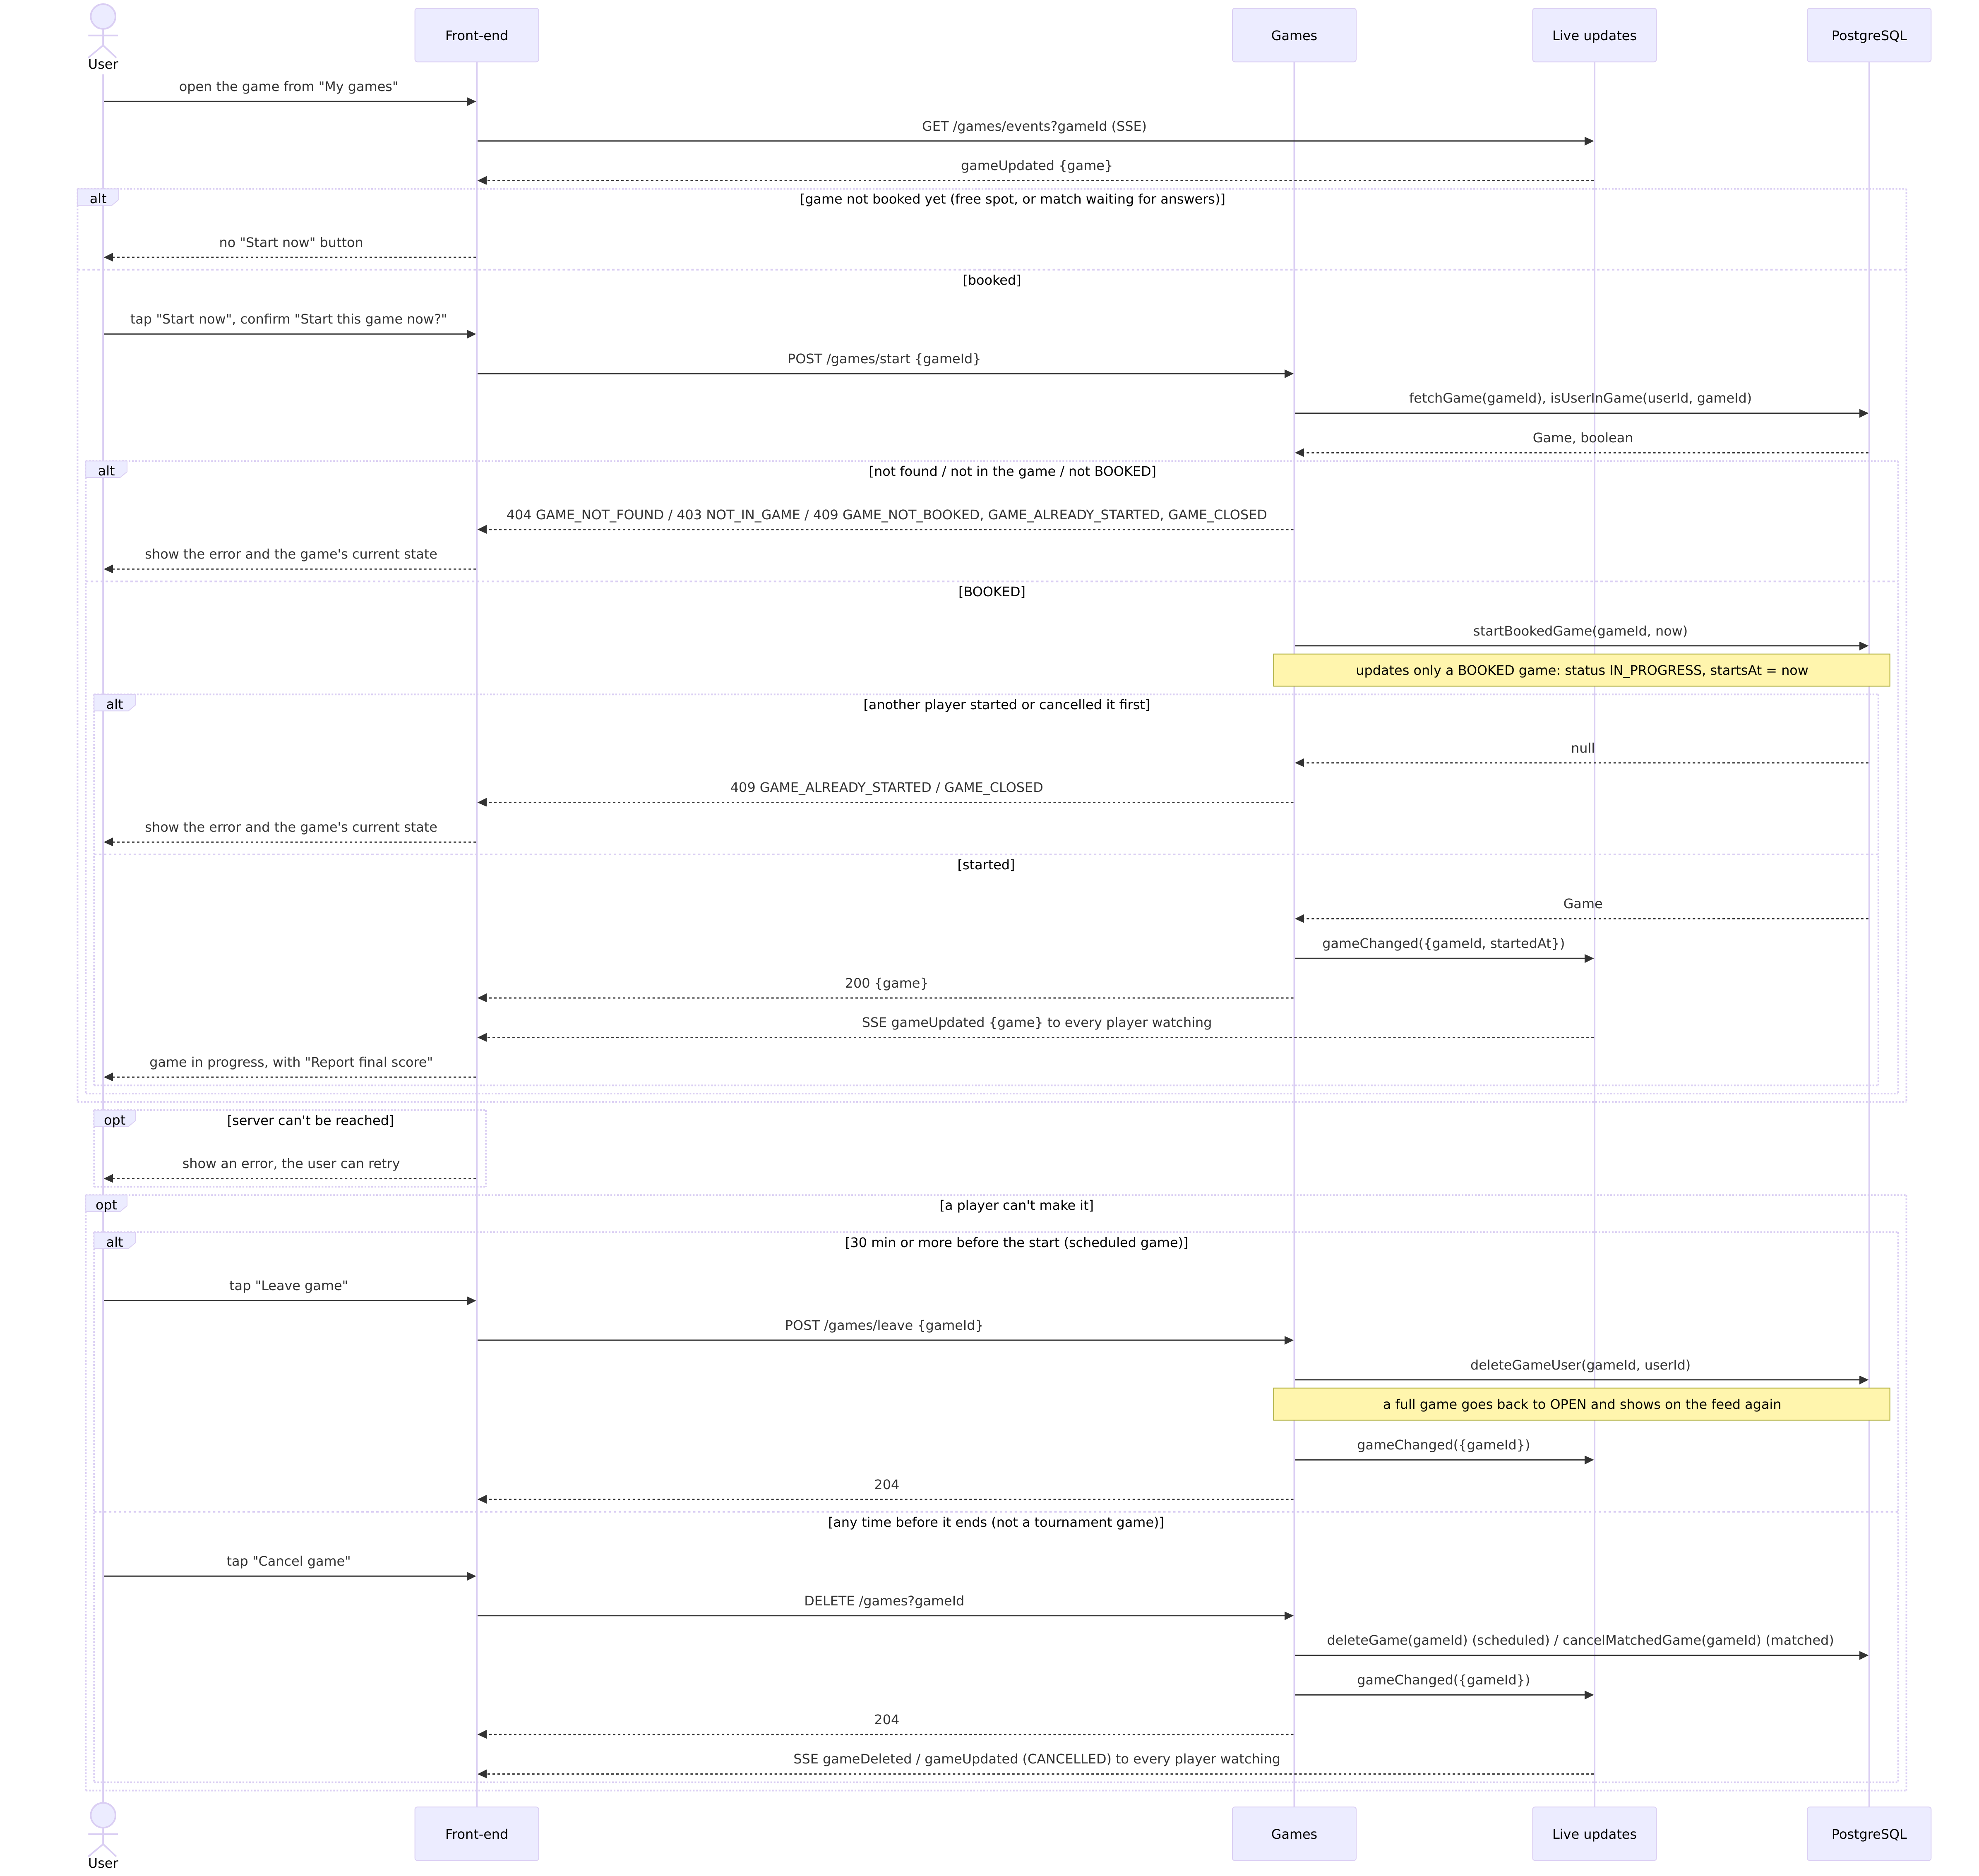 User
Front-end
Games
Live updates
PostgreSQL
open the game from "My games"
GET /games/events?gameId (SSE)
gameUpdated {game}
alt
[game not booked yet (free spot, or match waiting for answers)]
no "Start now" button
[booked]
tap "Start now", confirm "Start this game now?"
POST /games/start {gameId}
fetchGame(gameId), isUserInGame(userId, gameId)
Game, boolean
alt
[not found / not in the game / not BOOKED]
404 GAME_NOT_FOUND / 403 NOT_IN_GAME / 409 GAME_NOT_BOOKED, GAME_ALREADY_STARTED, GAME_CLOSED
show the error and the game's current state
[BOOKED]
startBookedGame(gameId, now)
updates only a BOOKED game: status IN_PROGRESS, startsAt = now
alt
[another player started or cancelled it first]
null
409 GAME_ALREADY_STARTED / GAME_CLOSED
show the error and the game's current state
[started]
Game
gameChanged({gameId, startedAt})
200 {game}
SSE gameUpdated {game} to every player watching
game in progress, with "Report final score"
opt
[server can't be reached]
show an error, the user can retry
opt
[a player can't make it]
alt
[30 min or more before the start (scheduled game)]
tap "Leave game"
POST /games/leave {gameId}
deleteGameUser(gameId, userId)
a full game goes back to OPEN and shows on the feed again
gameChanged({gameId})
204
[any time before it ends (not a tournament game)]
tap "Cancel game"
DELETE /games?gameId
deleteGame(gameId) (scheduled) / cancelMatchedGame(gameId) (matched)
gameChanged({gameId})
204
SSE gameDeleted / gameUpdated (CANCELLED) to every player watching
User
Front-end
Games
Live updates
PostgreSQL